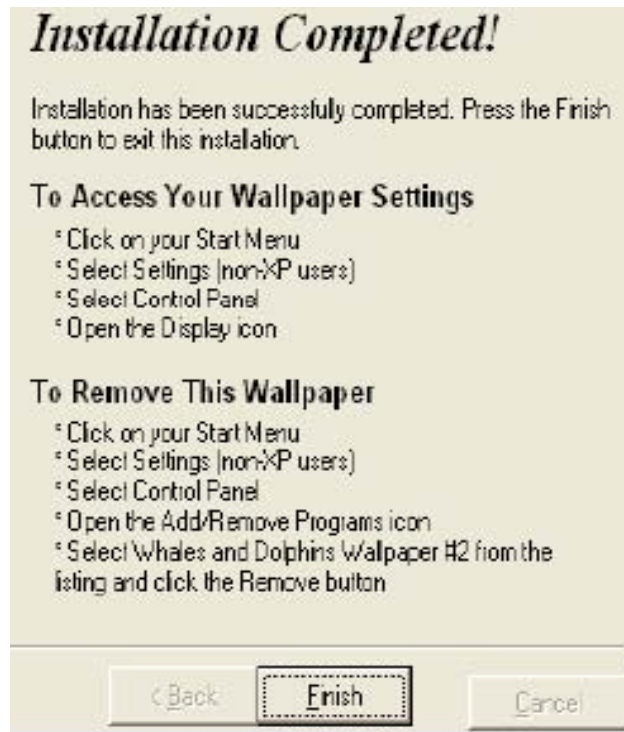 Installation Completed!
Installation has been successfully completed. Press the Finish
button to exit this installation.
To Access Your Wallpaper Settings
* Click on your Start Menu
* Select Settings (non-XP users)
* Select Control Panel
* Open the Display icon
To Remove This Wallpaper
* Click on your Start Menu
* Select Settings (non-XP users)
* Select Control Panel
* Open the Add/Remove Programs icon
* Select Whales and Dolphins Wallpaper #2 from the
listing and click the Remove button
< Back Finish Cancel